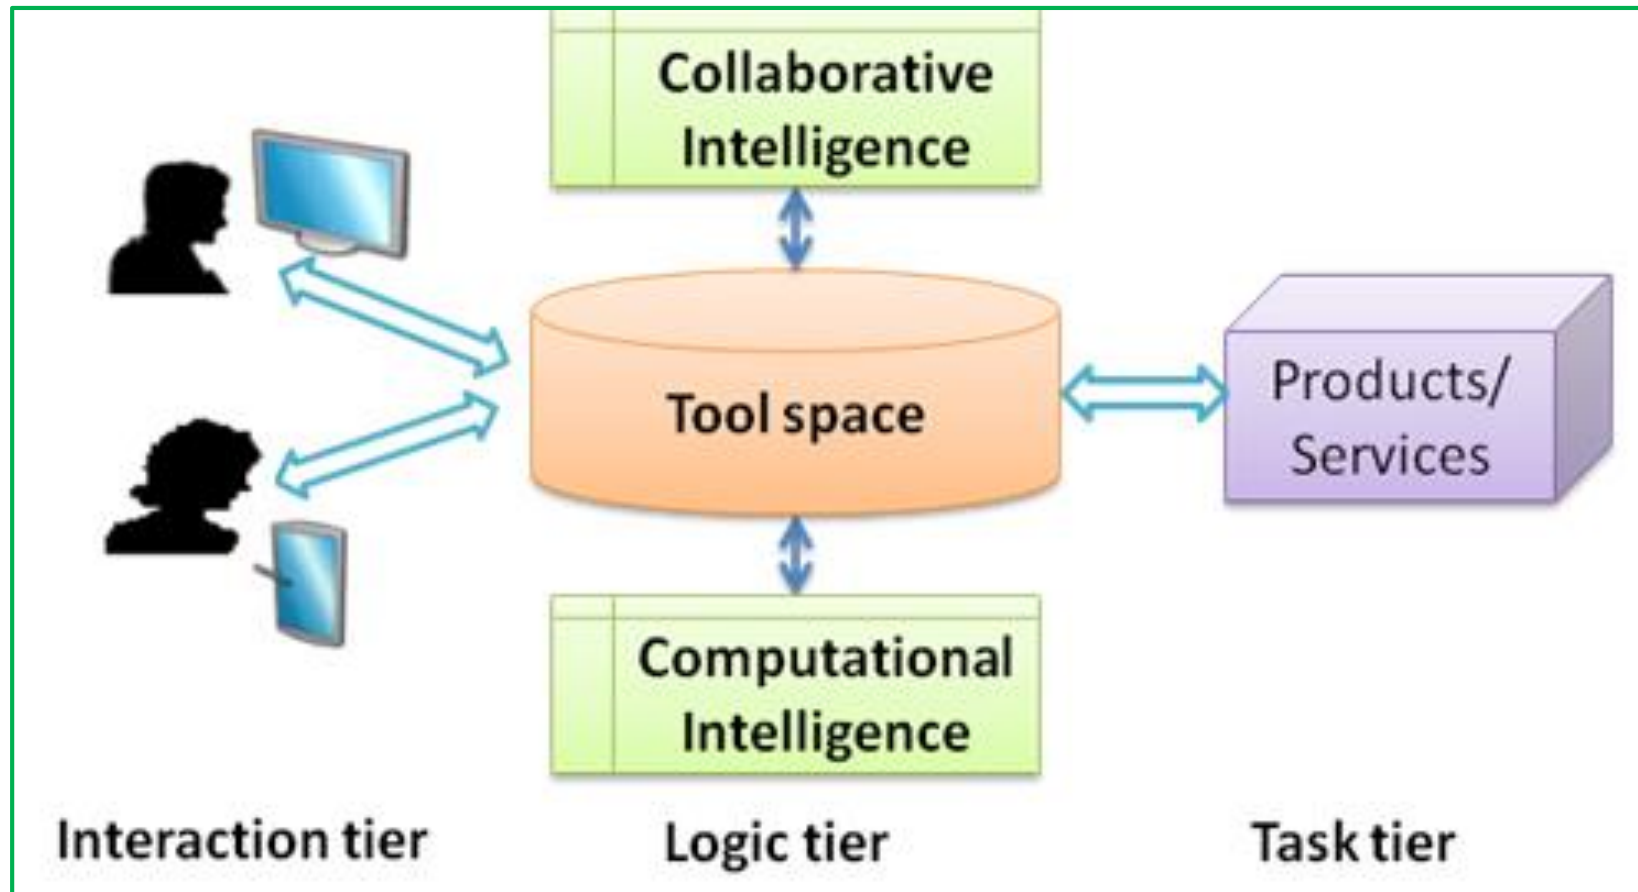 Collaborative
Intelligence
Tool space
Products/
Services
Computational
Intelligence
Interaction tier
Logic tier
Task tier